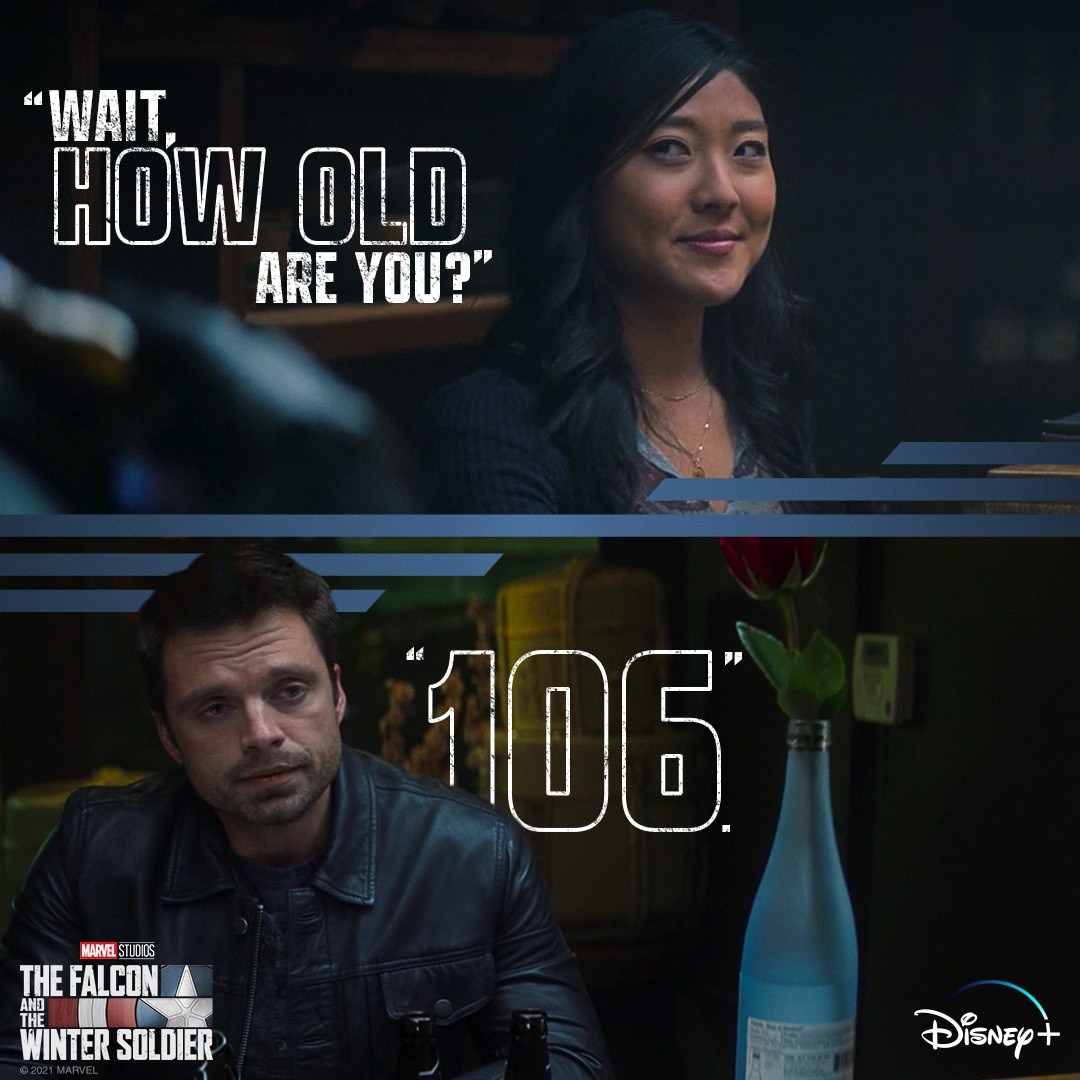 “WAIT,
HOW OLD
ARE YOU?”
“106.”
MARVEL STUDIOS
THE FALCON
AND
THE
WINTER SOLDIER
© 2021 MARVEL
Disney+